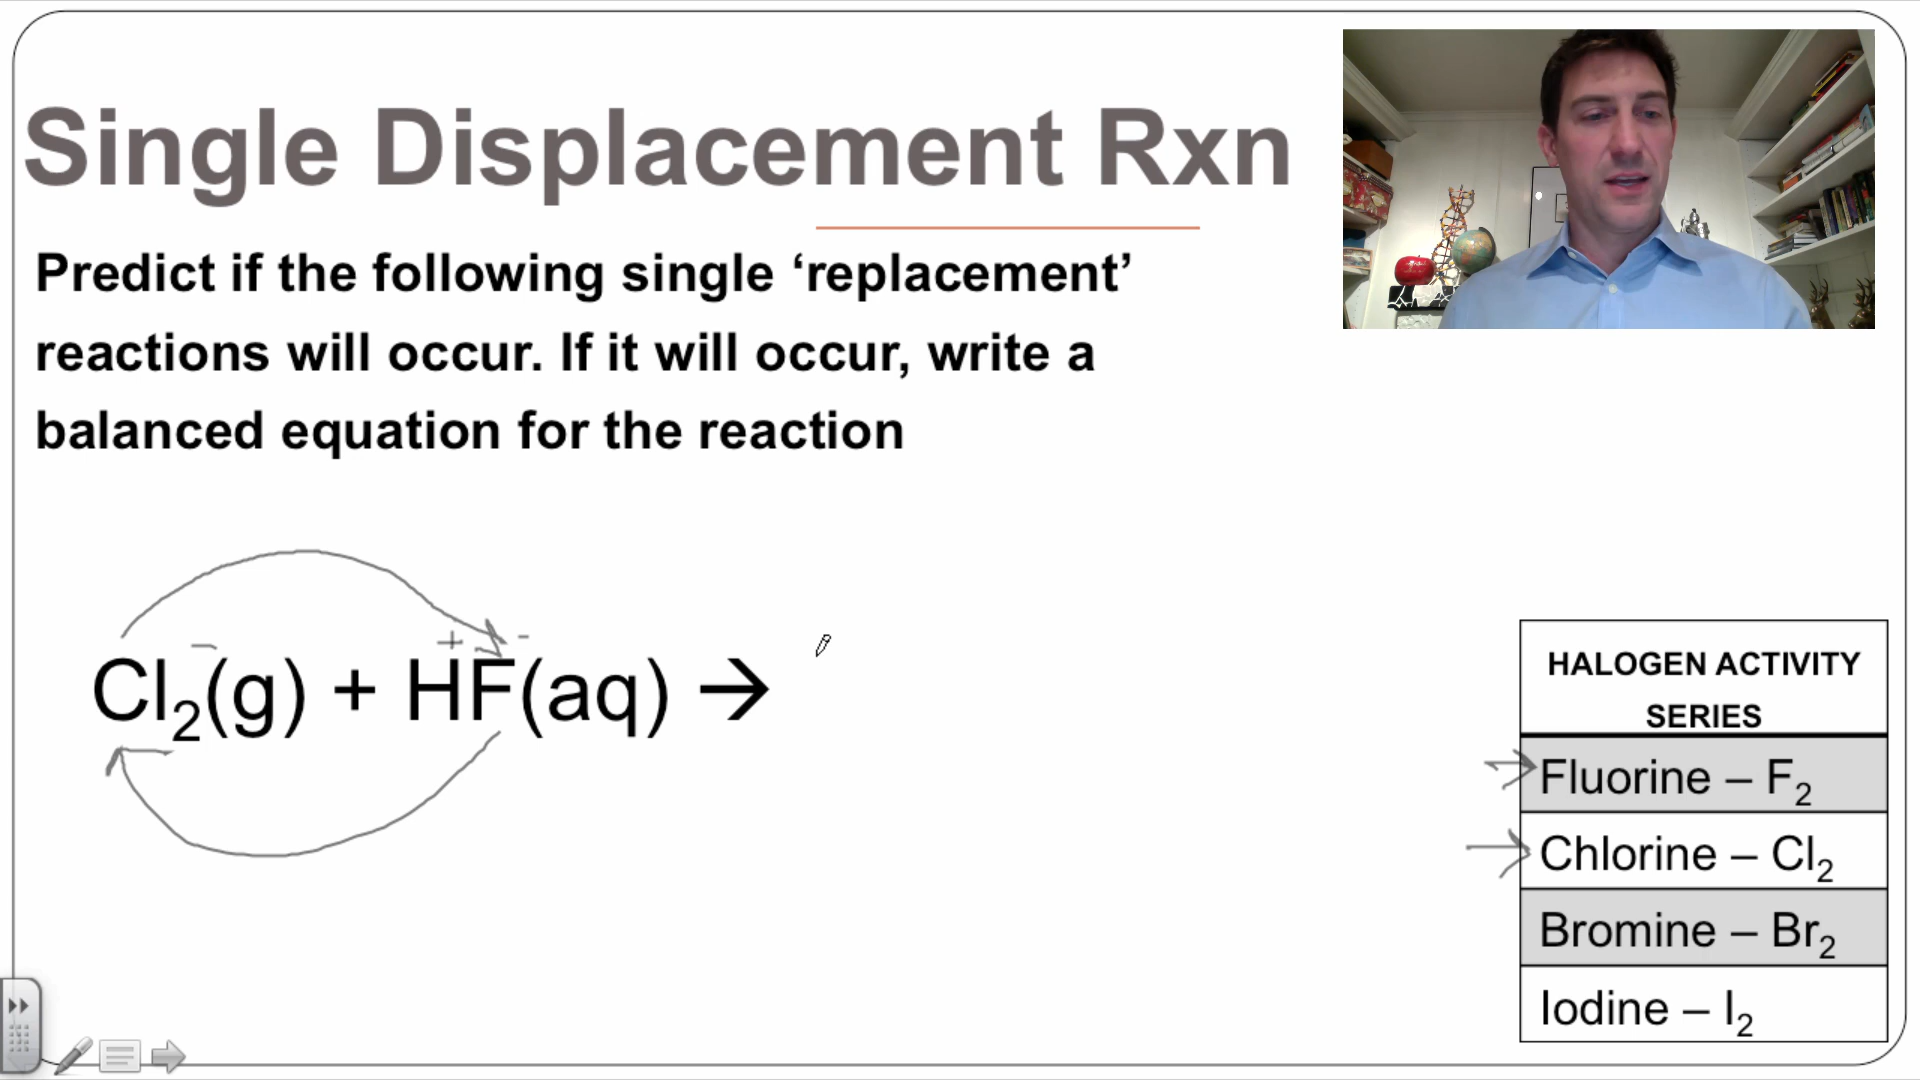 Single Displacement Rxn
Predict if the following single ‘replacement’
reactions will occur. If it will occur, write a
balanced equation for the reaction
− + -
Cl₂(g) + HF(aq) →
HALOGEN ACTIVITY
SERIES
Fluorine – F₂
Chlorine – Cl₂
Bromine – Br₂
Iodine – I₂